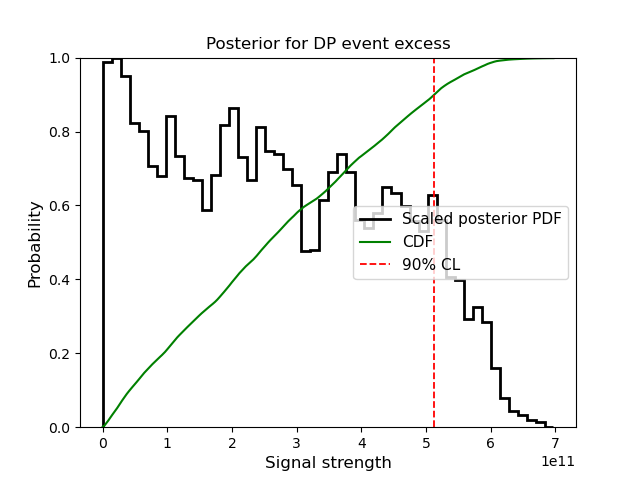 Posterior for DP event excess
1.0
0.8
0.6
0.4
0.2
0.0
Probability
Scaled posterior PDF
CDF
90% CL
0 1 2 3 4 5 6 7
1e11
Signal strength